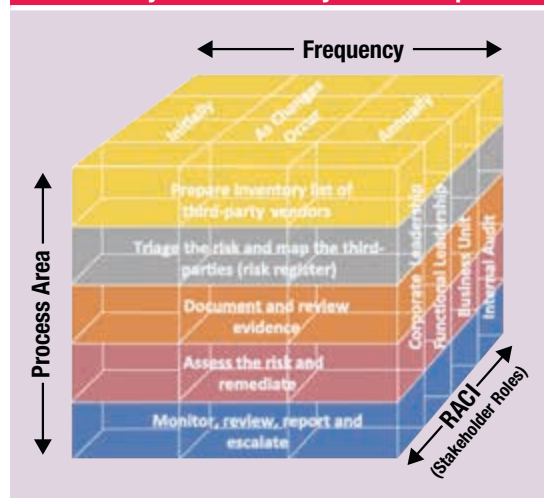 Frequency
Initially
As Changes
Occur
Annually
Process Area
Prepare inventory list of
third-party vendors
Triage the risk and map the third-
parties (risk register)
Document and review
evidence
Assess the risk and
remediate
Monitor, review, report and
escalate
Corporate Leadership
Functional Leadership
Business Unit
Internal Audit
RACI
(Stakeholder Roles)